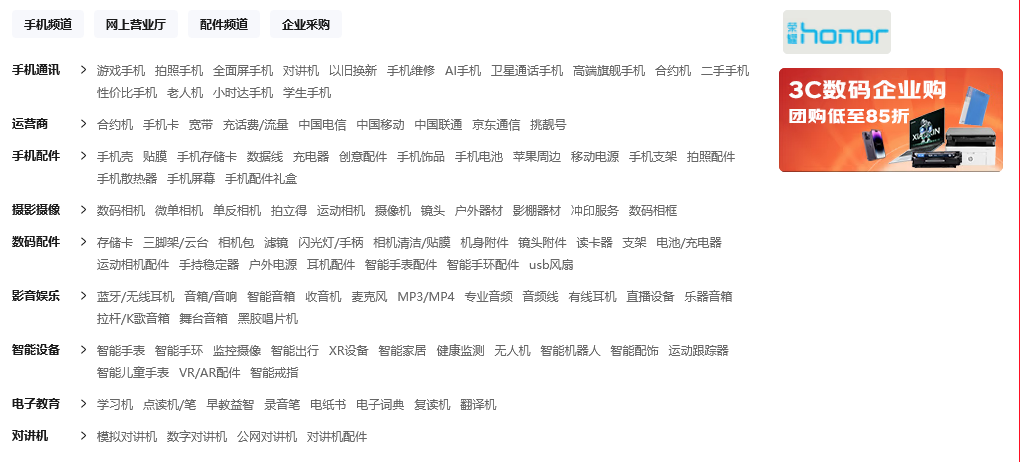 手机频道 网上营业厅 配件频道 企业采购
荣耀 honor
手机通讯 > 游戏手机 拍照手机 全面屏手机 对讲机 以旧换新 手机维修 AI手机 卫星通话手机 高端旗舰手机 合约机 二手手机
性价比手机 老人机 小时达手机 学生手机
3C数码企业购
团购低至85折
运营商 > 合约机 手机卡 宽带 充话费/流量 中国电信 中国移动 中国联通 京东通信 挑靓号
手机配件 > 手机壳 贴膜 手机存储卡 数据线 充电器 创意配件 手机饰品 手机电池 苹果周边 移动电源 手机支架 拍照配件
手机散热器 手机屏幕 手机配件礼盒
摄影摄像 > 数码相机 微单相机 单反相机 拍立得 运动相机 摄像机 镜头 户外器材 影棚器材 冲印服务 数码相框
数码配件 > 存储卡 三脚架/云台 相机包 滤镜 闪光灯/手柄 相机清洁/贴膜 机身附件 镜头附件 读卡器 支架 电池/充电器
运动相机配件 手持稳定器 户外电源 耳机配件 智能手表配件 智能手环配件 usb风扇
影音娱乐 > 蓝牙/无线耳机 音箱/音响 智能音箱 收音机 麦克风 MP3/MP4 专业音频 音频线 有线耳机 直播设备 乐器音箱
拉杆/K歌音箱 舞台音箱 黑胶唱片机
智能设备 > 智能手表 智能手环 监控摄像 智能出行 XR设备 智能家居 健康监测 无人机 智能机器人 智能配饰 运动跟踪器
智能儿童手表 VR/AR配件 智能戒指
电子教育 > 学习机 点读机/笔 早教益智 录音笔 电纸书 电子词典 复读机 翻译机
对讲机 > 模拟对讲机 数字对讲机 公网对讲机 对讲机配件